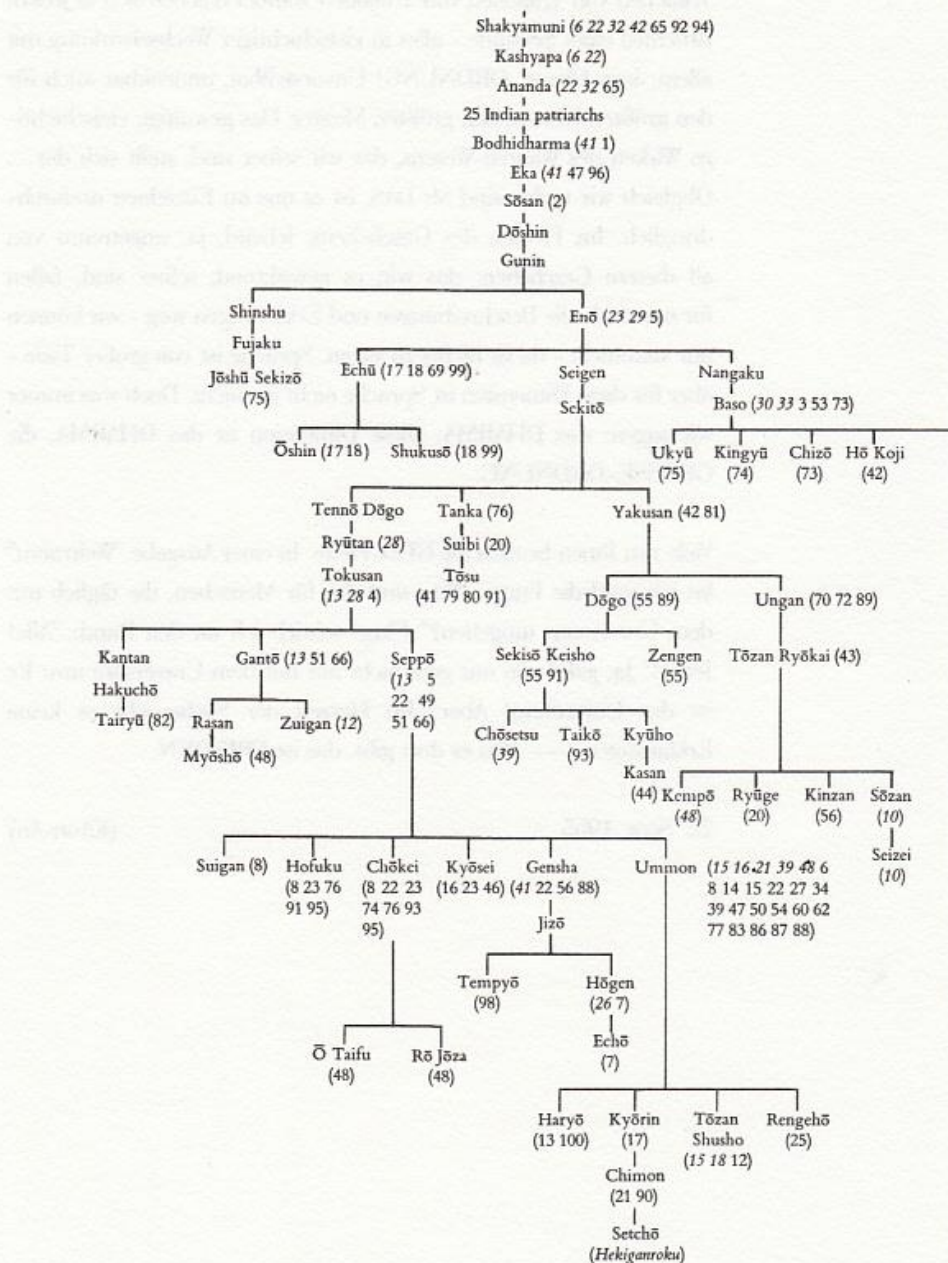 Shakyamuni (6 22 32 42 65 92 94)
Kashyapa (6 22)
Ananda (22 32 65)
25 Indian patriarchs
Bodhidharma (41 1)
Eka (41 47 96)
Sōsan (2)
Dōshin
Gunin
Shinshu
Enō (23 29 5)
Fujaku
Jōshū Sekizō
(75)
Echū (17 18 69 99)
Seigen
Nangaku
Sekitō
Baso (30 33 3 53 73)
Ōshin (17 18)
Shukusō (18 99)
Ukyū
(75)
Kingyū
(74)
Chizō
(73)
Hō Koji
(42)
Tennō Dōgo
Tanka (76)
Yakusan (42 81)
Ryūtan (28)
Suibi (20)
Tokusan
(13 28 4)
Tōsu
(41 79 80 91)
Dōgo (55 89)
Ungan (70 72 89)
Kantan
Gantō (13 51 66)
Seppō
(13 5
22 49
51 66)
Sekisō Keisho
(55 91)
Zengen
(55)
Tōzan Ryōkai (43)
Hakuchō
Tairyū (82)
Rasan
Zuigan (12)
Myōshō (48)
Chōsetsu
(39)
Taikō
(93)
Kyūho
Kasan
(44)
Kempō
(48)
Ryūge
(20)
Kinzan
(56)
Sōzan
(10)
Seizei
(10)
Suigan (8)
Hofuku
(8 23 76
91 95)
Chōkei
(8 22 23
74 76 93
95)
Kyōsei
(16 23 46)
Gensha
(41 22 56 88)
Ummon
(15 16 21 39 48 6
8 14 15 22 27 34
39 47 50 54 60 62
77 83 86 87 88)
Jizō
Tempyō
(98)
Hōgen
(26 7)
Echō
(7)
Ō Taifu
(48)
Rō Jōza
(48)
Haryō
(13 100)
Kyōrin
(17)
Tōzan
Shusho
(15 18 12)
Rengehō
(25)
Chimon
(21 90)
Setchō
(Hekiganroku)